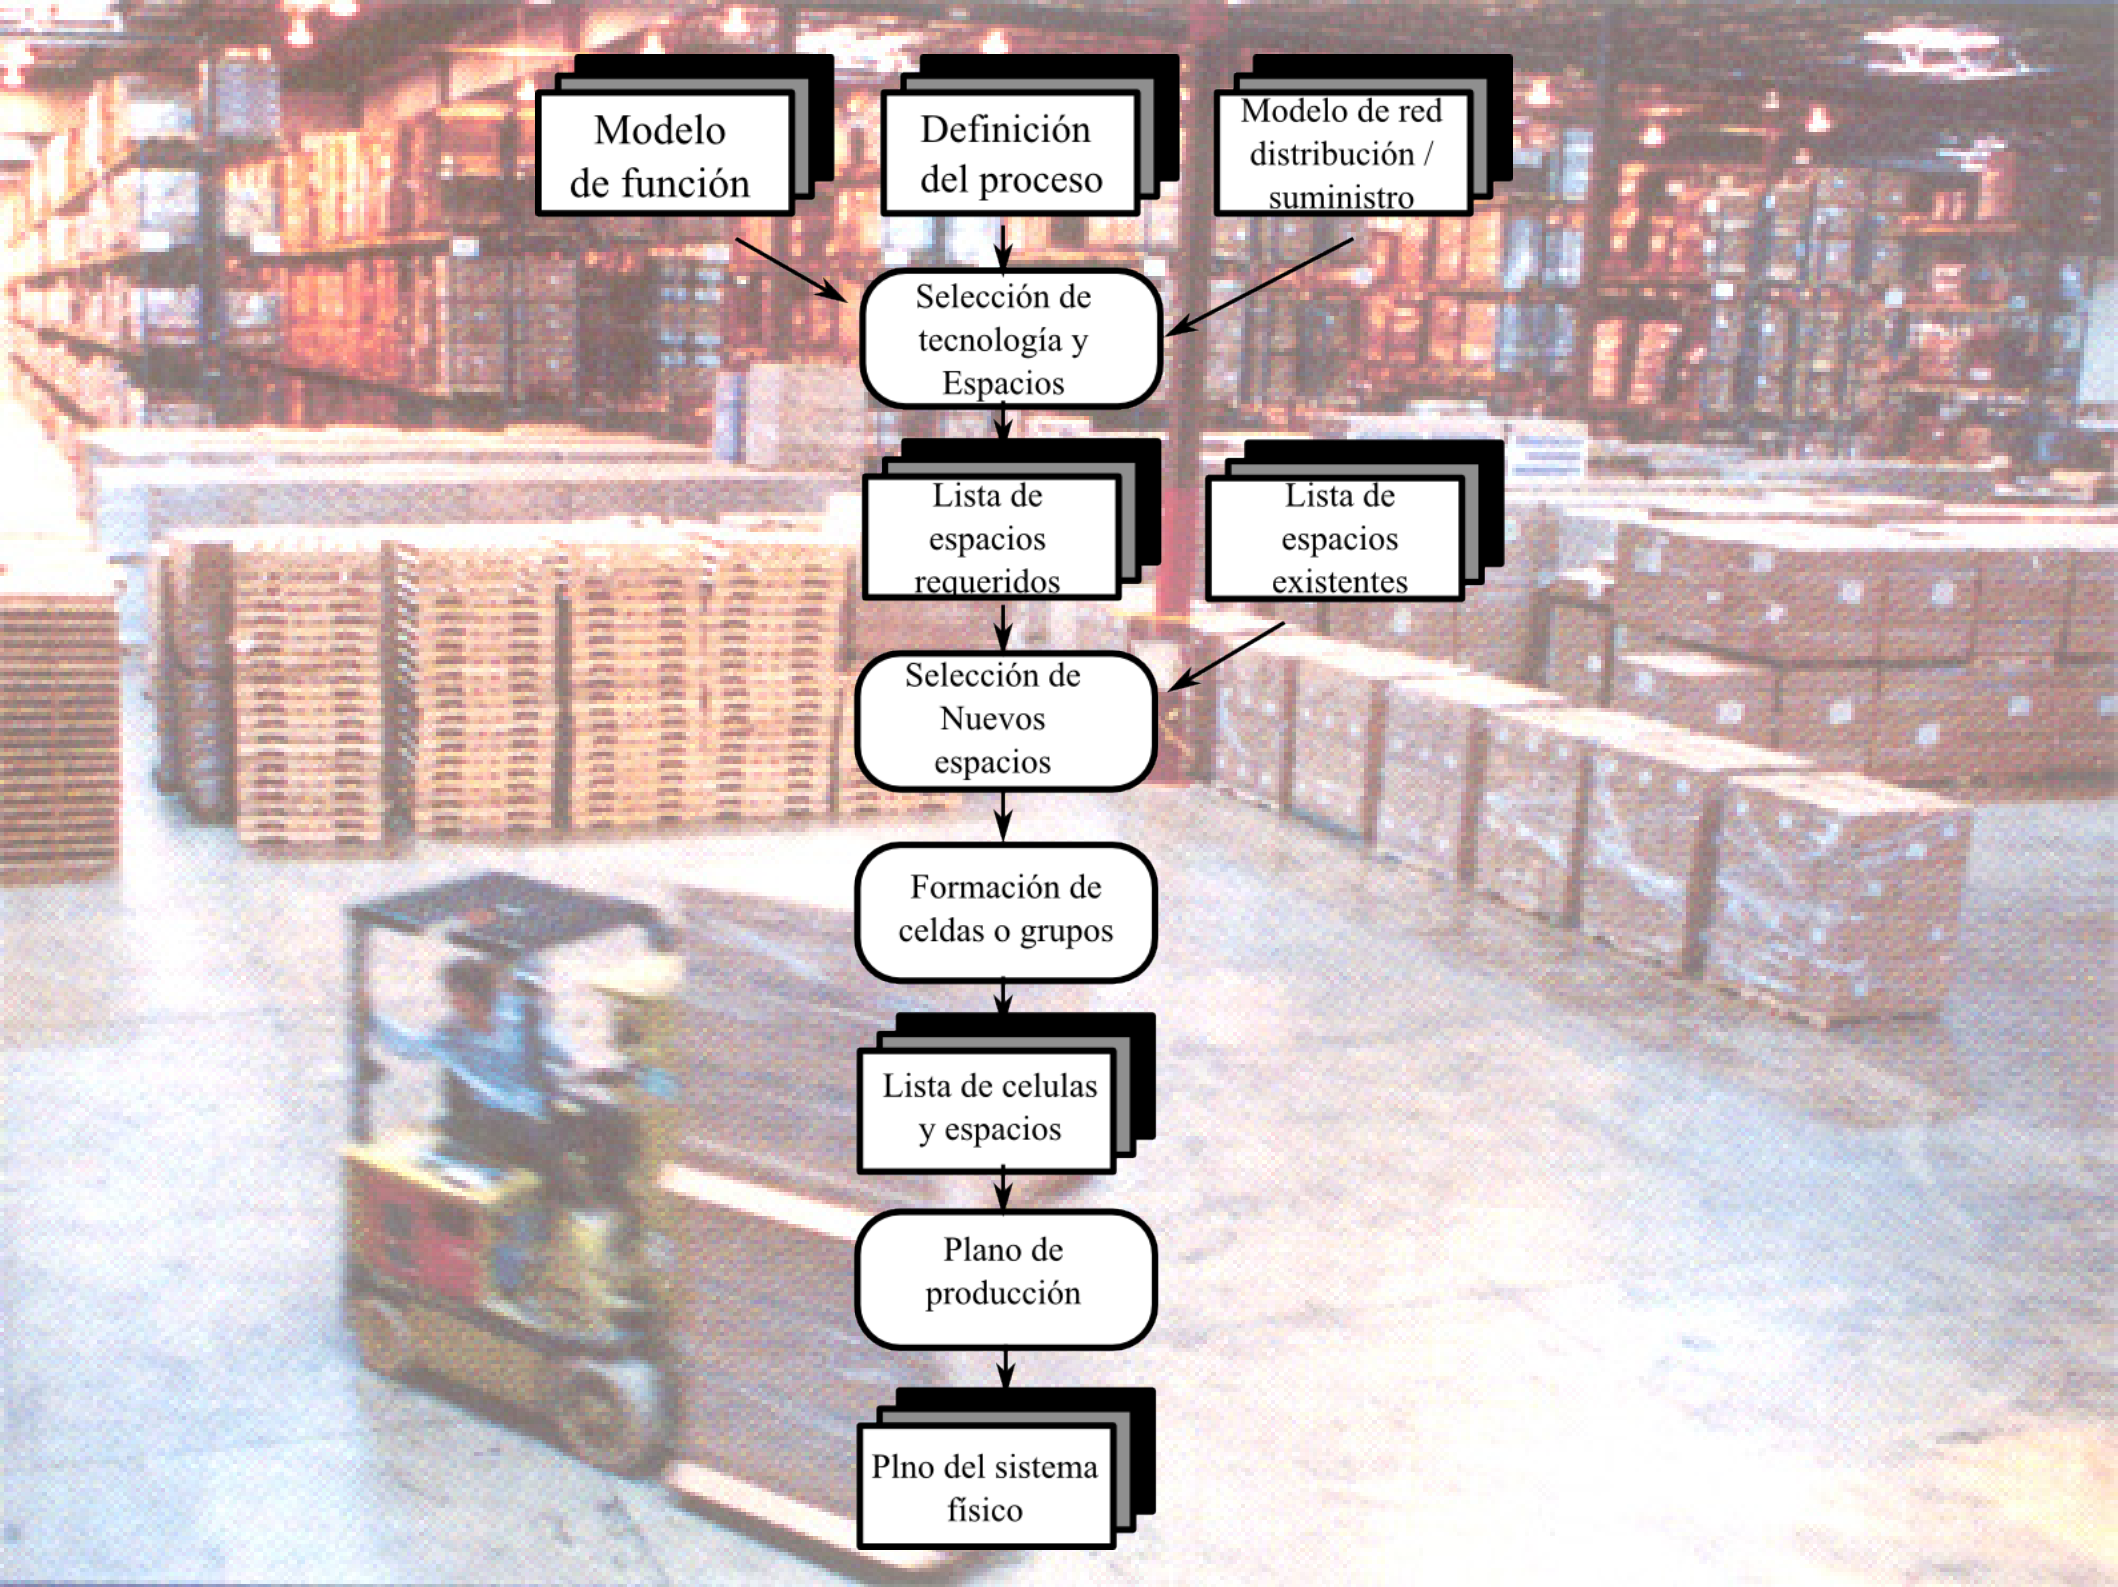 Modelo
de función
Definición
del proceso
Modelo de red
distribución /
suministro
Selección de
tecnología y
Espacios
Lista de
espacios
requeridos
Lista de
espacios
existentes
Selección de
Nuevos
espacios
Formación de
celdas o grupos
Lista de celulas
y espacios
Plano de
producción
Plno del sistema
físico